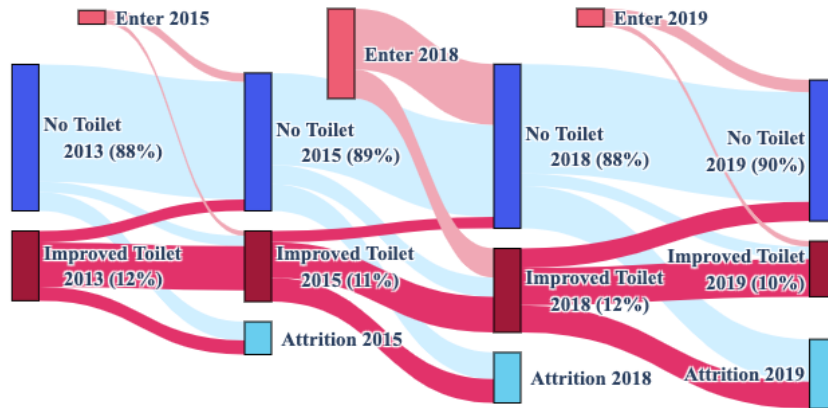 Enter 2015
Enter 2018
Enter 2019
No Toilet
2013 (88%)
No Toilet
2015 (89%)
No Toilet
2018 (88%)
No Toilet
2019 (90%)
Improved Toilet
2013 (12%)
Improved Toilet
2015 (11%)
Improved Toilet
2018 (12%)
Improved Toilet
2019 (10%)
Attrition 2015
Attrition 2018
Attrition 2019